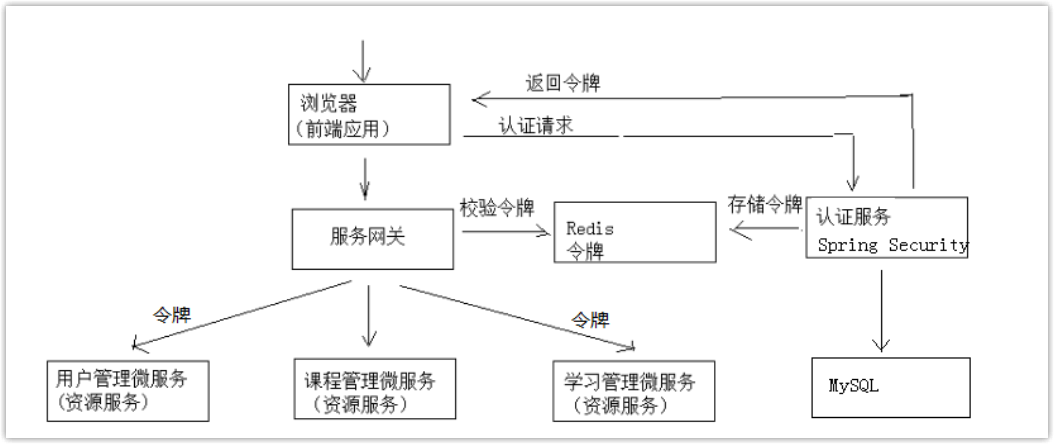 返回令牌
浏览器
(前端应用)
认证请求
校验令牌
存储令牌
服务网关
Redis
令牌
认证服务
Spring Security
令牌
令牌
用户管理微服务
(资源服务)
课程管理微服务
(资源服务)
学习管理微服务
(资源服务)
MySQL